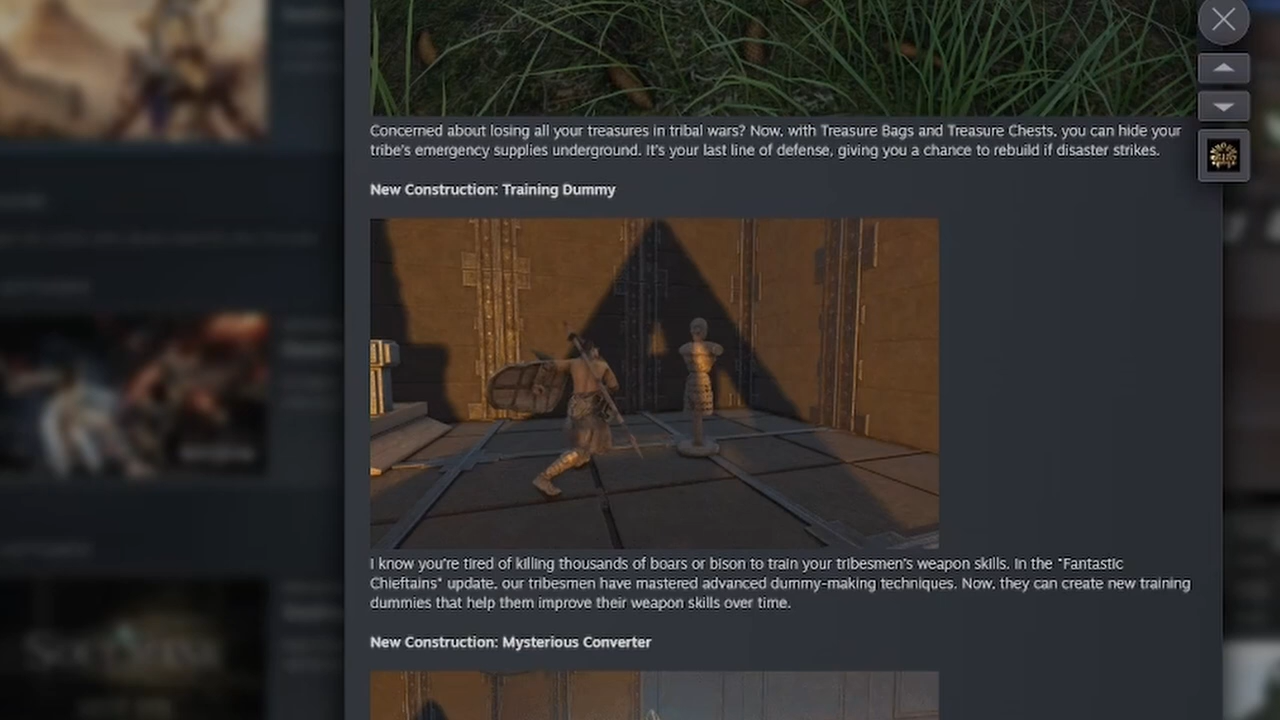 Concerned about losing all your treasures in tribal wars? Now, with Treasure Bags and Treasure Chests, you can hide your
tribe's emergency supplies underground. It's your last line of defense, giving you a chance to rebuild if disaster strikes.
New Construction: Training Dummy
I know you're tired of killing thousands of boars or bison to train your tribesmen's weapon skills. In the "Fantastic
Chieftains" update, our tribesmen have mastered advanced dummy-making techniques. Now, they can create new training
dummies that help them improve their weapon skills over time.
New Construction: Mysterious Converter